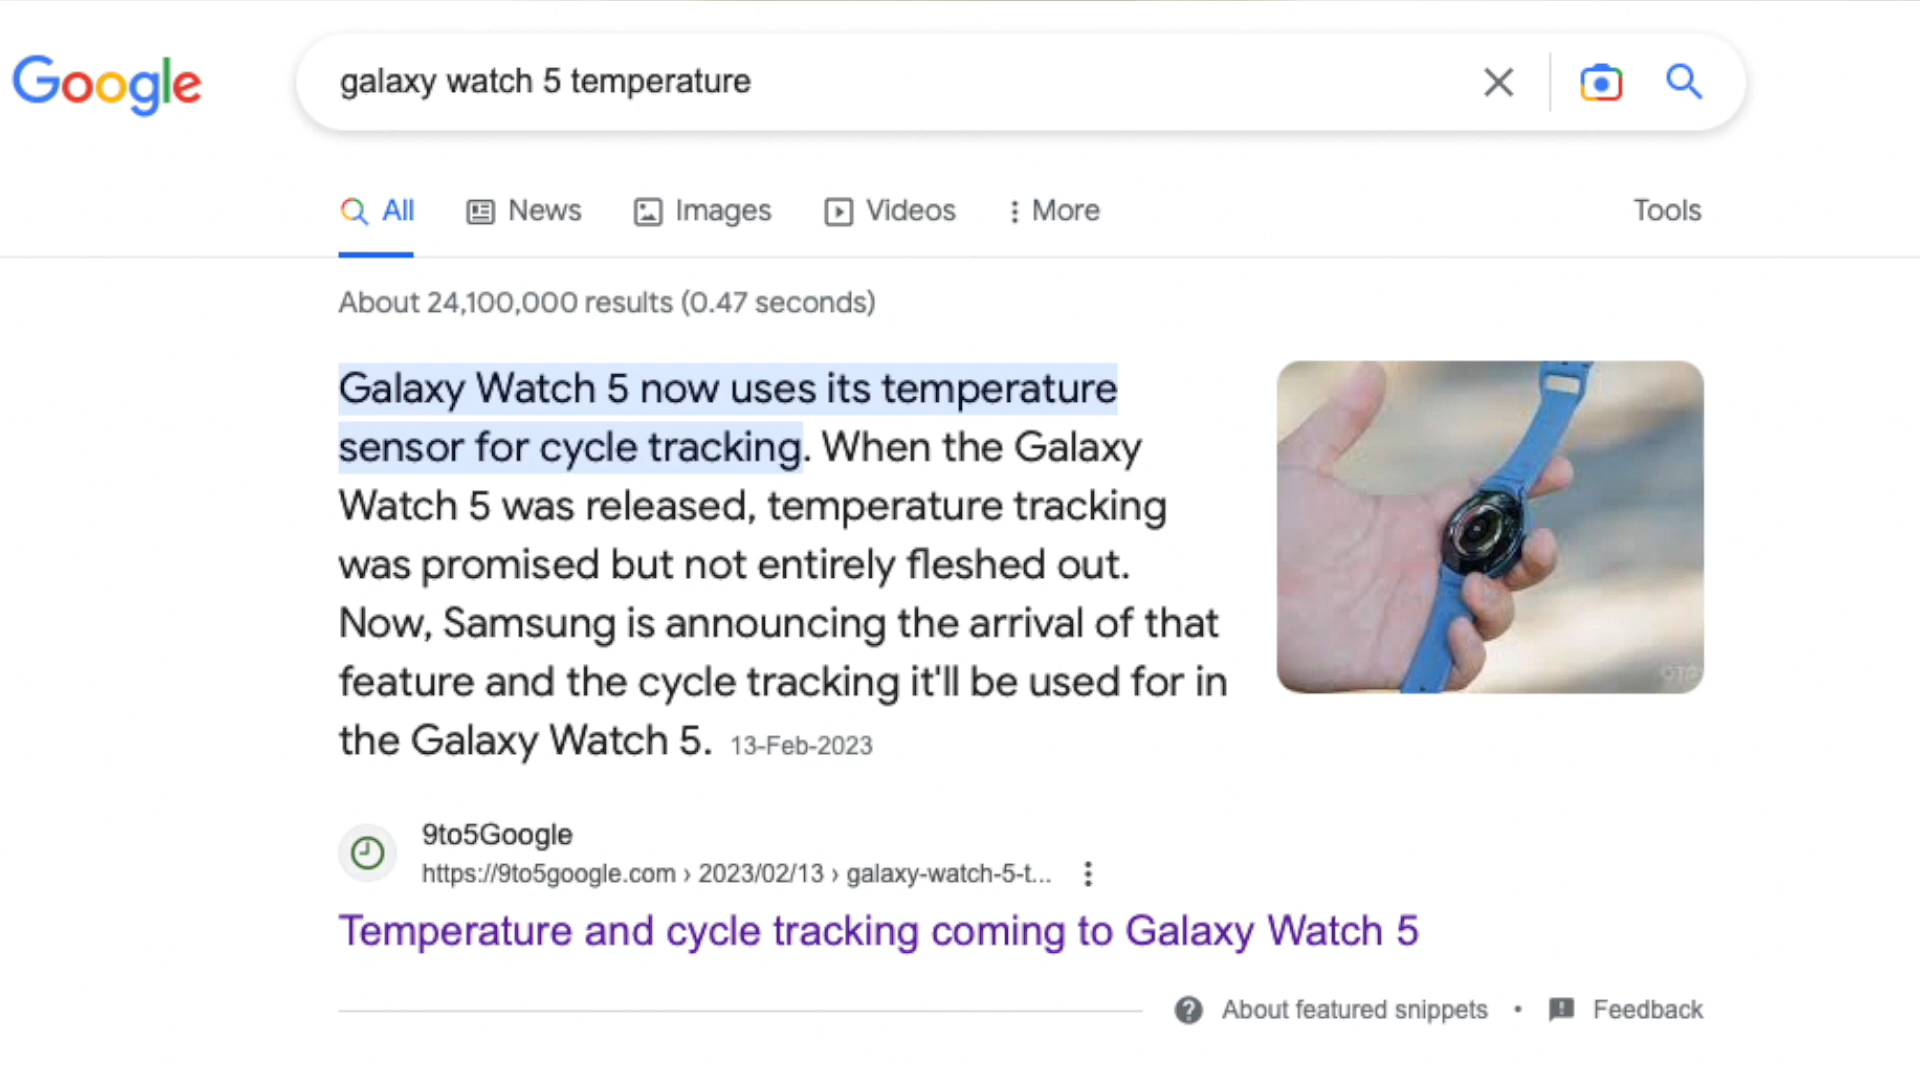 Google
galaxy watch 5 temperature
All News Images Videos More Tools
About 24,100,000 results (0.47 seconds)
Galaxy Watch 5 now uses its temperature
sensor for cycle tracking. When the Galaxy
Watch 5 was released, temperature tracking
was promised but not entirely fleshed out.
Now, Samsung is announcing the arrival of that
feature and the cycle tracking it'll be used for in
the Galaxy Watch 5. 13-Feb-2023
9to5Google
https://9to5google.com › 2023/02/13 › galaxy-watch-5-t...
Temperature and cycle tracking coming to Galaxy Watch 5
About featured snippets • Feedback